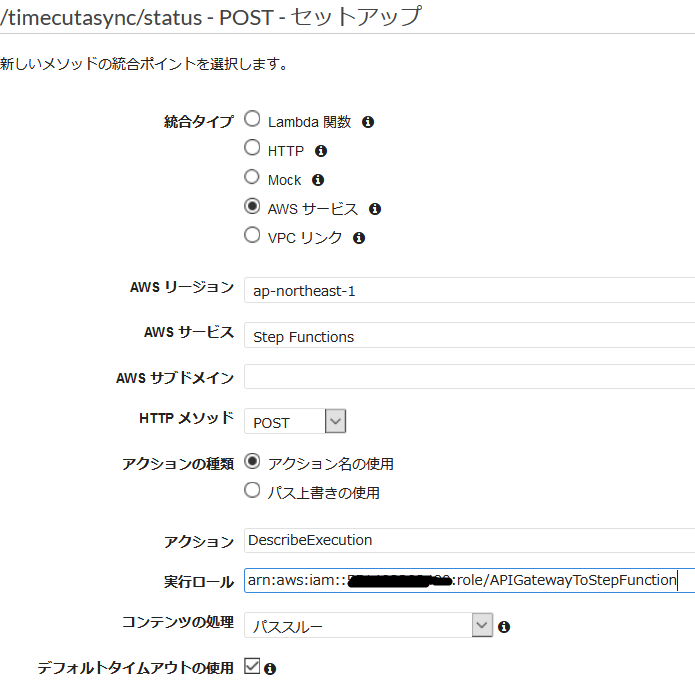 /timecutasync/status - POST - セットアップ
新しいメソッドの統合ポイントを選択します。
統合タイプ Lambda 関数
HTTP
Mock
AWS サービス
VPC リンク
AWS リージョン ap-northeast-1
AWS サービス Step Functions
AWS サブドメイン
HTTP メソッド POST
アクションの種類 アクション名の使用
パス上書きの使用
アクション DescribeExecution
実行ロール arn:aws:iam:: :role/APIGatewayToStepFunction
コンテンツの処理 パススルー
デフォルトタイムアウトの使用